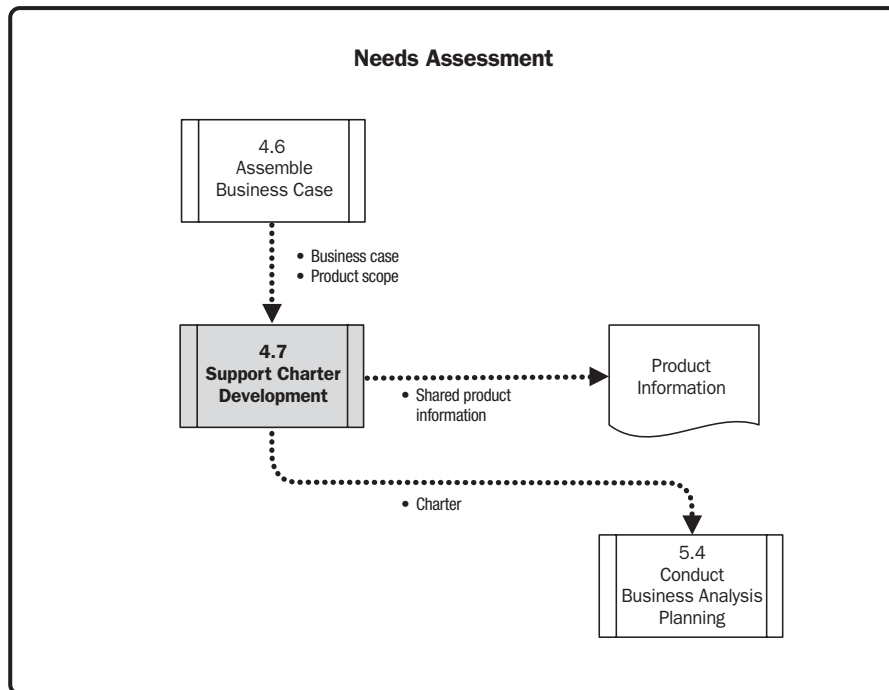 Needs Assessment
4.6
Assemble
Business Case
• Business case
• Product scope
4.7
Support Charter
Development
• Shared product
information
Product
Information
• Charter
5.4
Conduct
Business Analysis
Planning